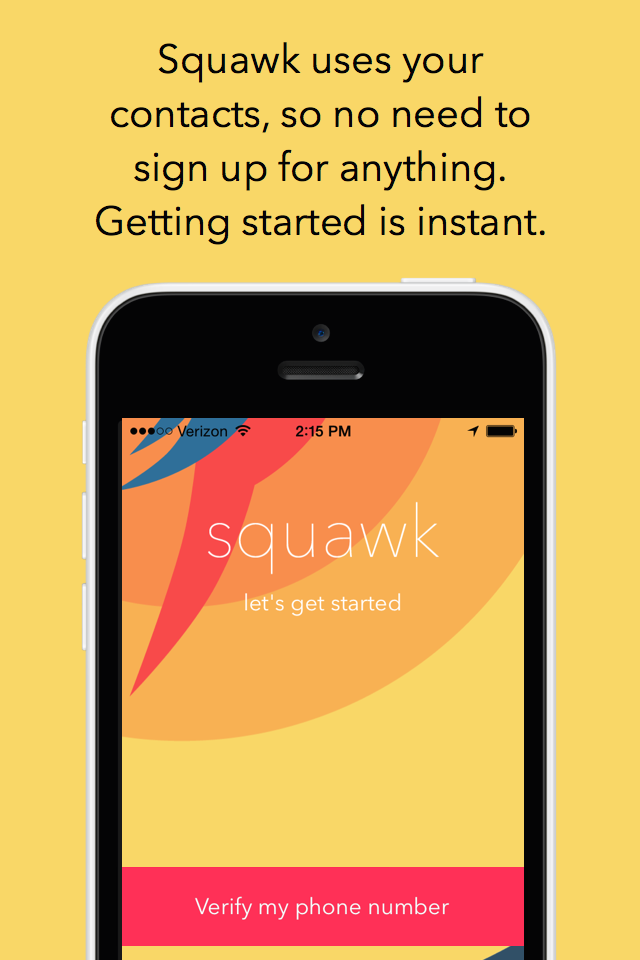 Squawk uses your
contacts, so no need to
sign up for anything.
Getting started is instant.
Verizon 2:15 PM
squawk
let's get started
Verify my phone number